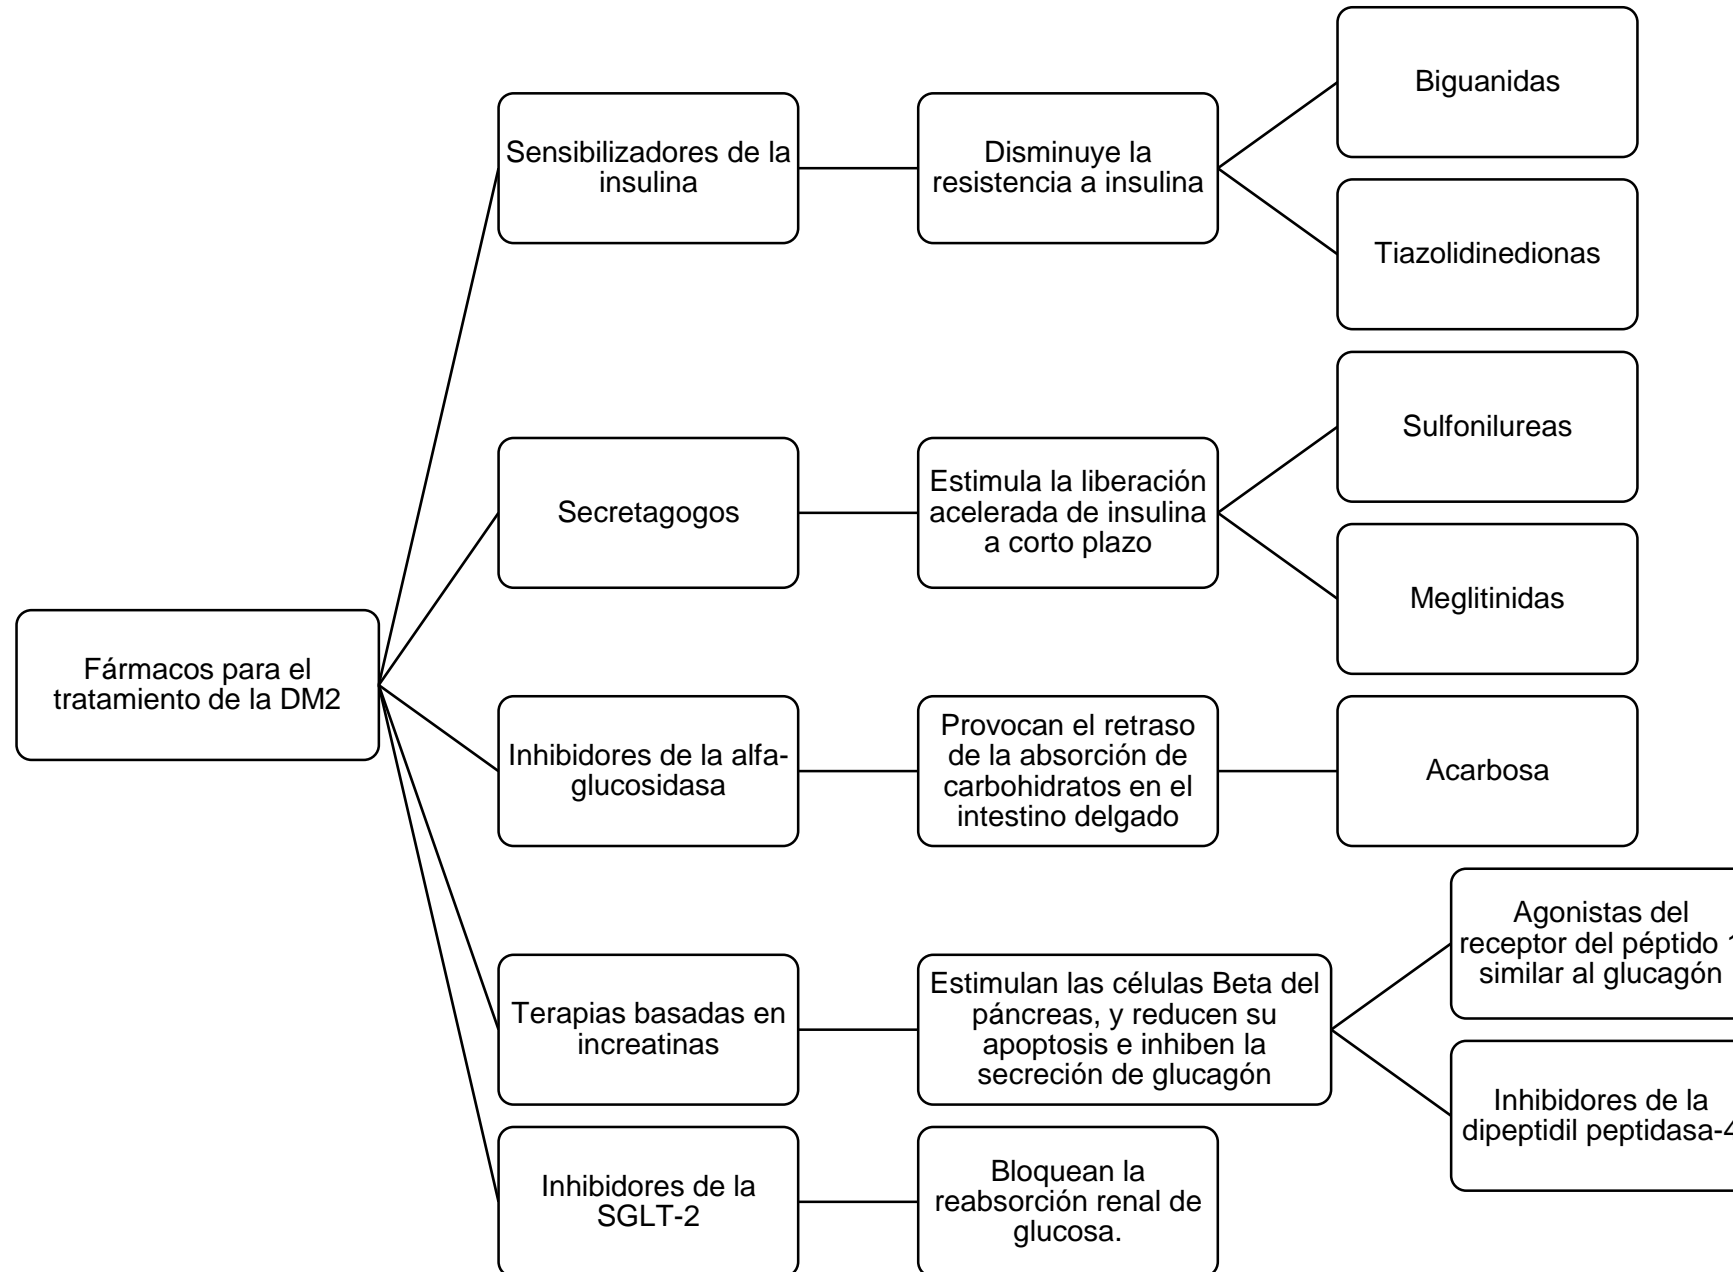 Fármacos para el
tratamiento de la DM2
Sensibilizadores de la
insulina
Disminuye la
resistencia a insulina
Biguanidas
Tiazolidinedionas
Secretagogos
Estimula la liberación
acelerada de insulina
a corto plazo
Sulfonilureas
Meglitinidas
Inhibidores de la alfa-
glucosidasa
Provocan el retraso
de la absorción de
carbohidratos en el
intestino delgado
Acarbosa
Terapias basadas en
increatinas
Estimulan las células Beta del
páncreas, y reducen su
apoptosis e inhiben la
secreción de glucagón
Agonistas del
receptor del péptido 1
similar al glucagón
Inhibidores de la
dipeptidil peptidasa-4
Inhibidores de la
SGLT-2
Bloquean la
reabsorción renal de
glucosa.